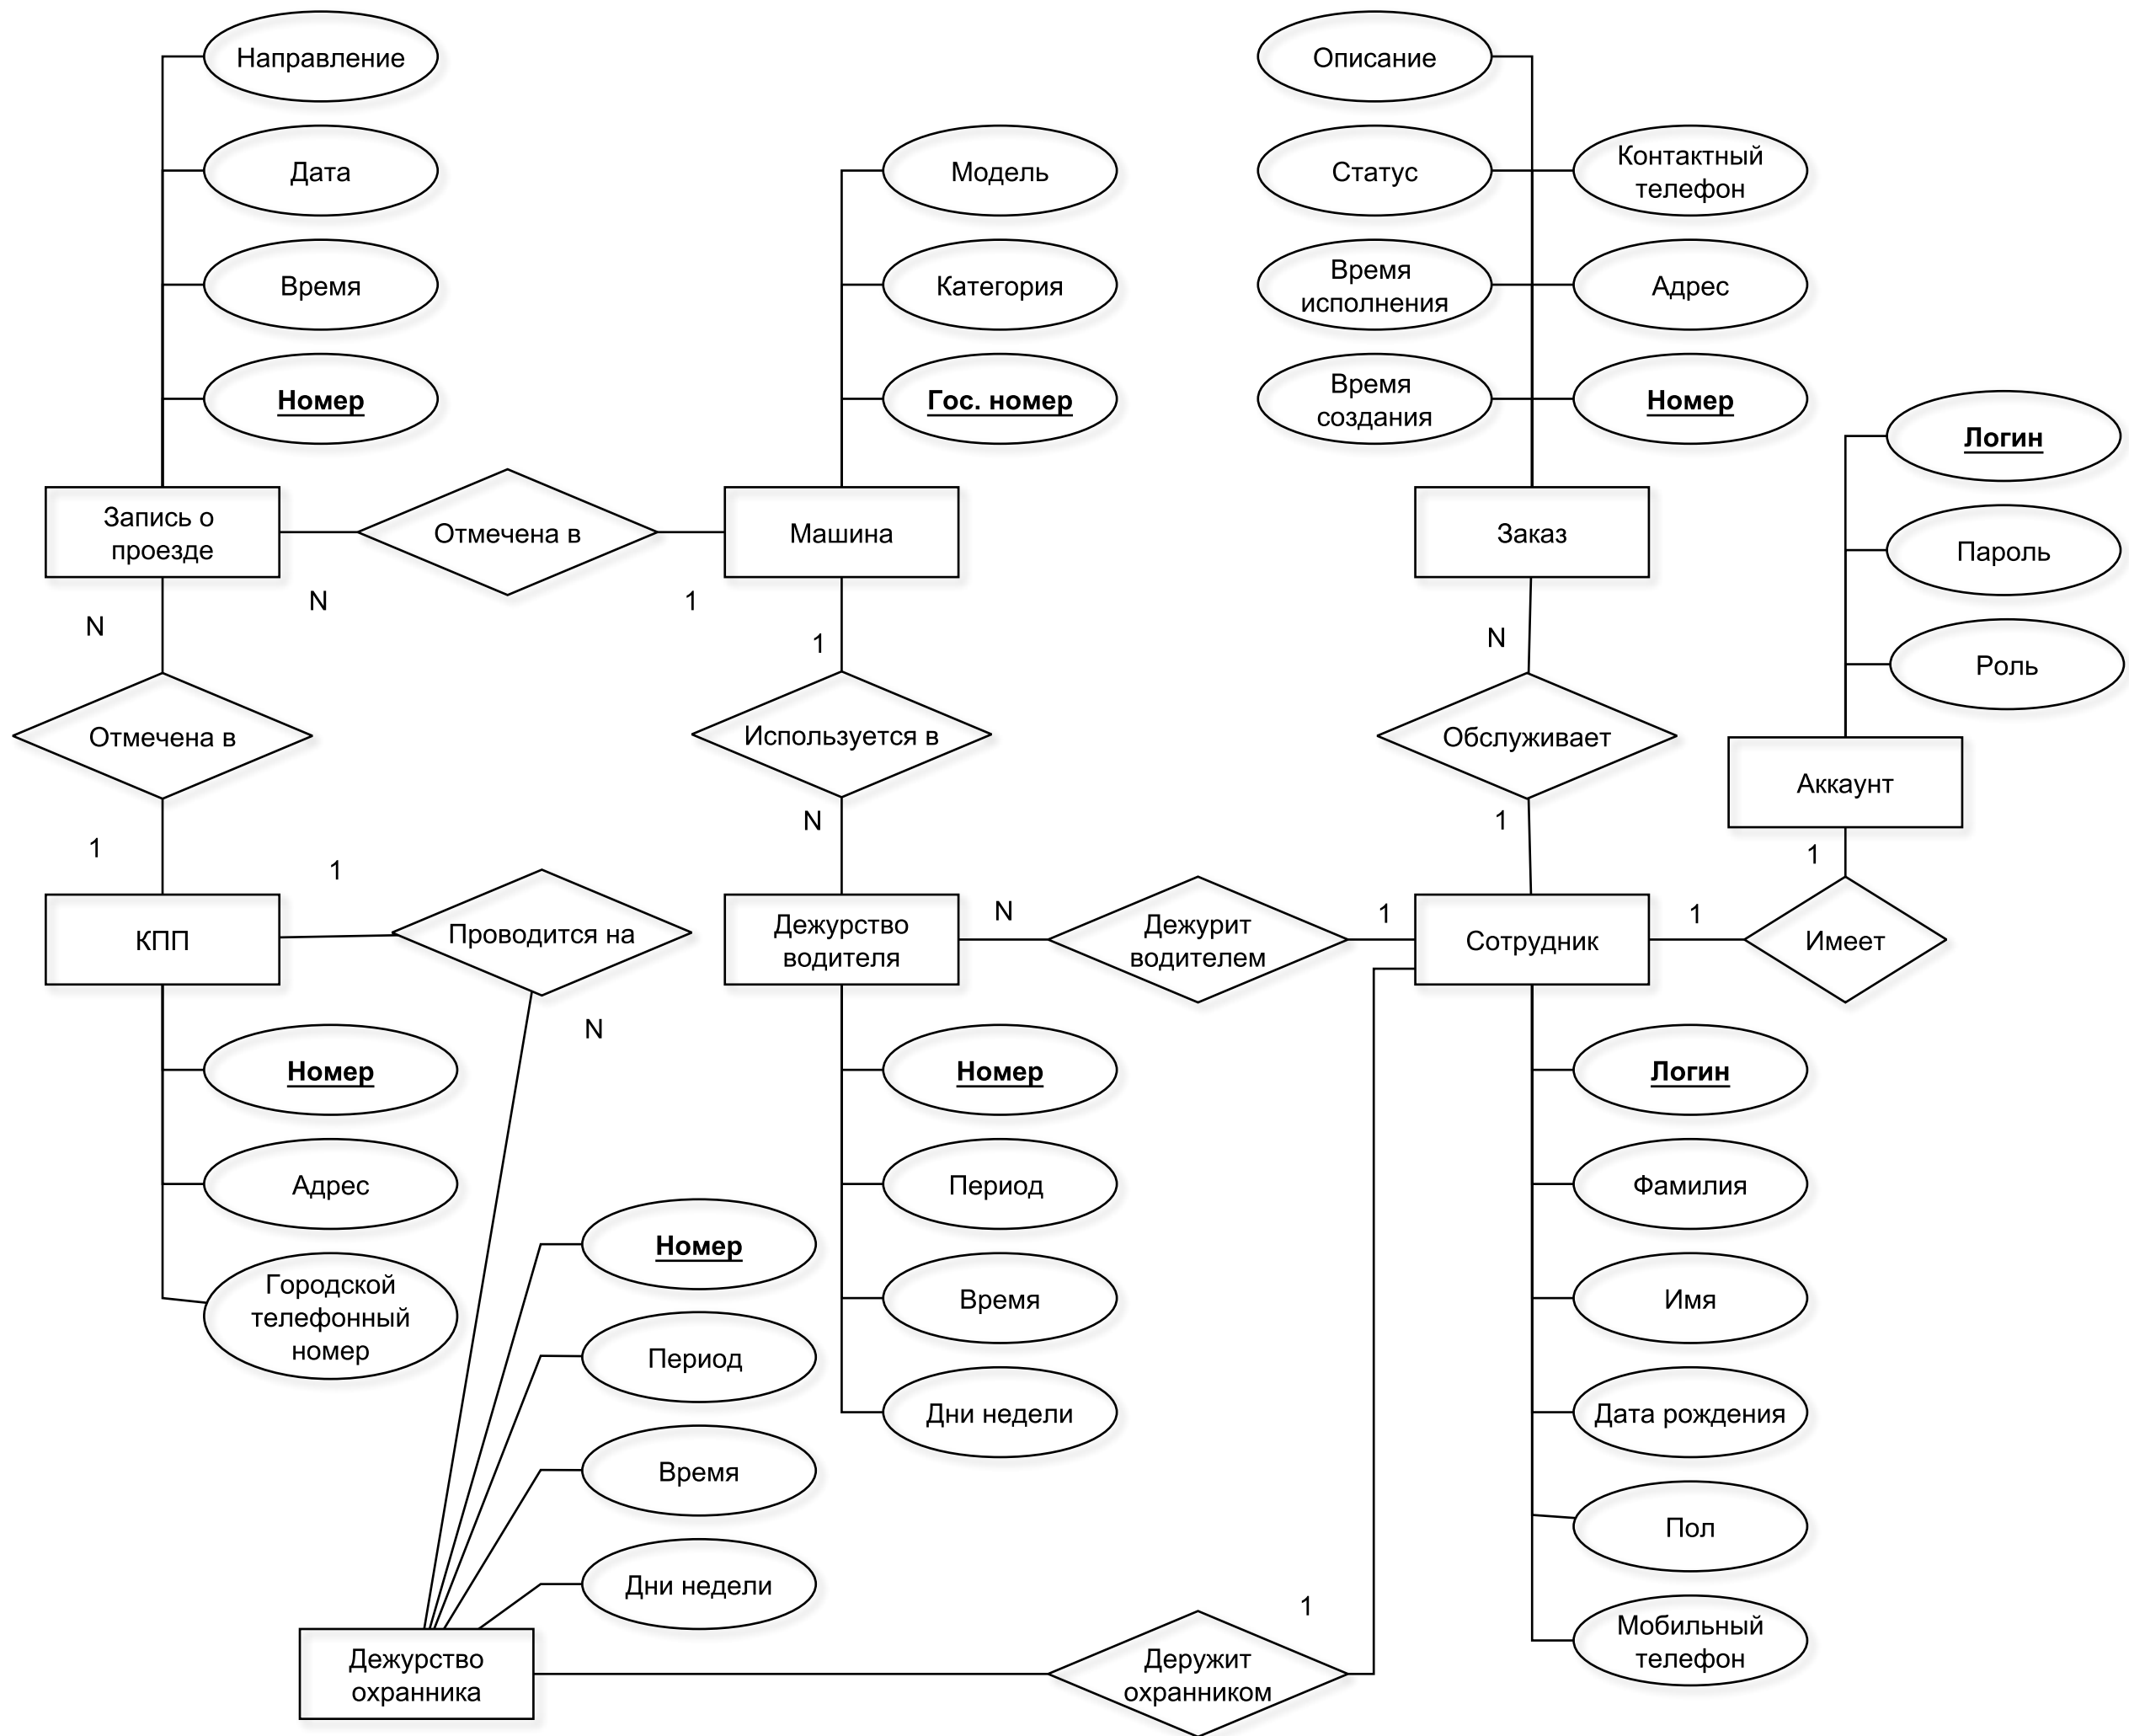 Направление
Описание
Дата
Модель
Статус
Контактный
телефон
Время
Категория
Время
исполнения
Адрес
Номер
Гос. номер
Время
создания
Номер
Логин
Запись о
проезде
Отмечена в
Машина
Заказ
Пароль
N
1
N
1
N
Роль
Отмечена в
Используется в
Обслуживает
Аккаунт
1
N
1
1
1
КПП
Проводится на
Дежурство
водителя
N
Дежурит
водителем
1
Сотрудник
1
Имеет
N
Номер
Номер
Логин
Адрес
Период
Фамилия
Номер
Городской
телефонный
номер
Время
Имя
Период
Дни недели
Дата рождения
Время
Пол
Дни недели
1
Мобильный
телефон
Дежурство
охранника
Деружит
охранником